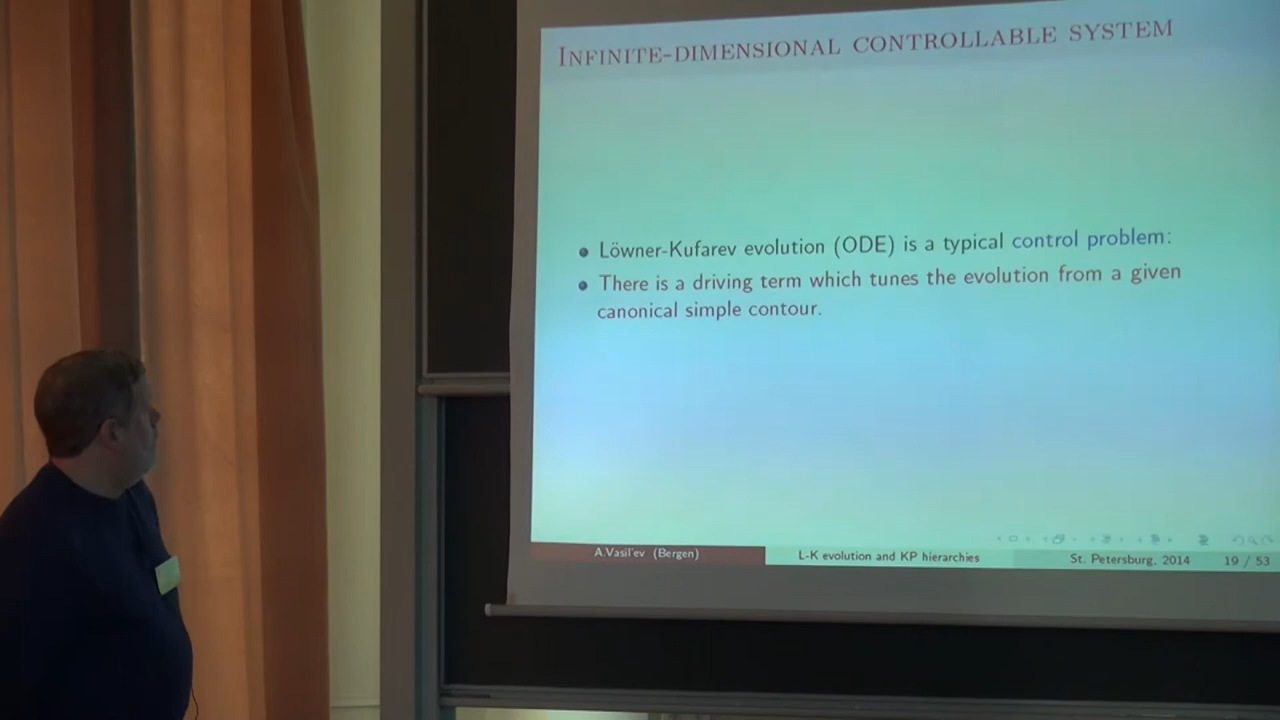 INFINITE-DIMENSIONAL CONTROLLABLE SYSTEM
Löwner-Kufarev evolution (ODE) is a typical control problem:
There is a driving term which tunes the evolution from a given
canonical simple contour.
A.Vasil'ev (Bergen)
L-K evolution and KP hierarchies
St. Petersburg, 2014
19 / 53